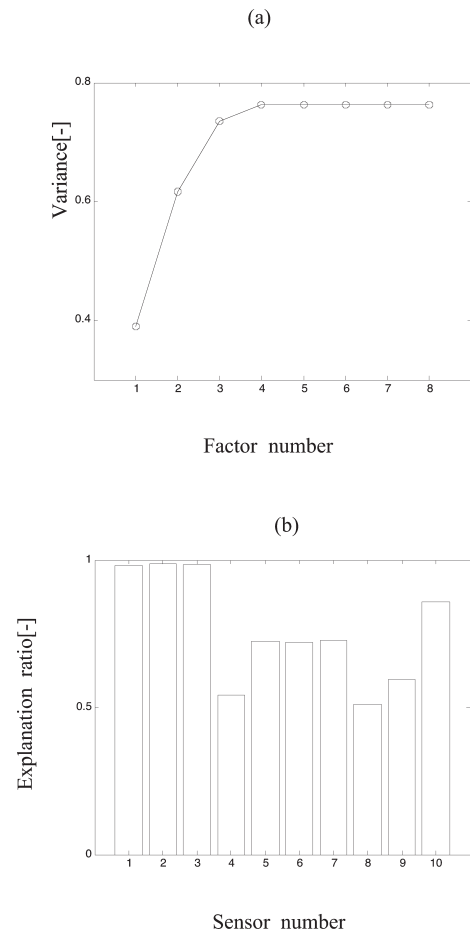 (a)
0.8
0.6
0.4
Variance[-]
1 2 3 4 5 6 7 8
Factor number
(b)
1
0.5
0
Explanation ratio[-]
1 2 3 4 5 6 7 8 9 10
Sensor number